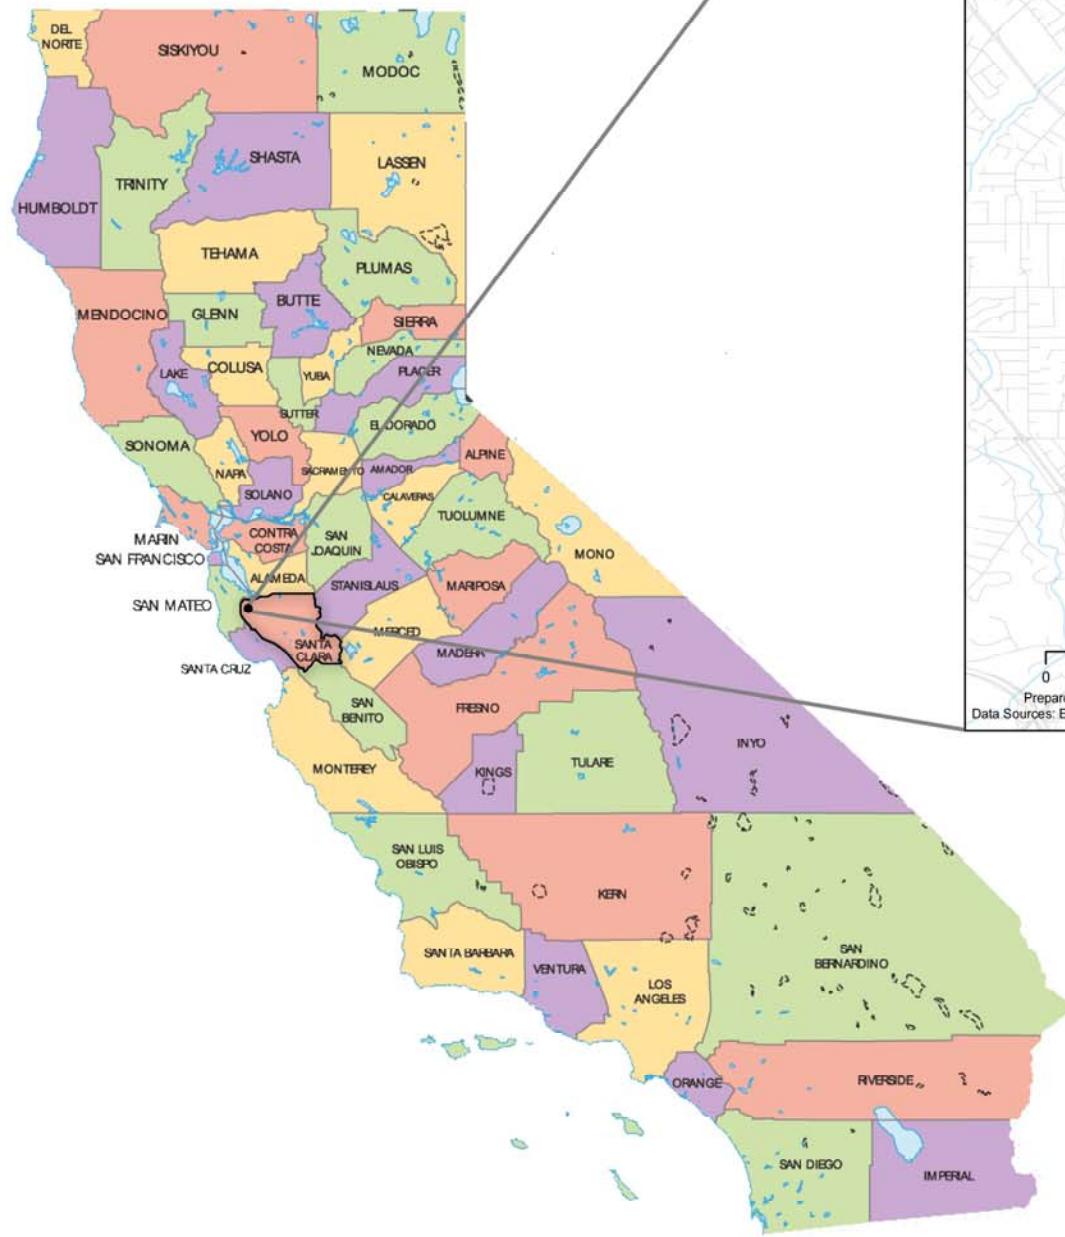 DEL
NORTE
SISKIYOU
MODOC
HUMBOLDT
TRINITY
SHASTA
LASSEN
TEHAMA
PLUMAS
MENDOCINO
GLENN
BUTTE
SIERRA
NEVADA
LAKE
COLUSA
YUBA
PLACER
SUTTER
EL DORADO
SONOMA
YOLO
NAPA
SACRAMENTO
AMADOR
ALPINE
SOLANO
CALAVERAS
TUOLUMNE
MARIN
CONTRA
COSTA
SAN
JOAQUIN
MONO
SAN FRANCISCO
ALAMEDA
STANISLAUS
MARIPOSA
SAN MATEO
SANTA
CLARA
MERCED
MADERA
SANTA CRUZ
SAN
BENITO
FRESNO
0
Prepar
Data Sources: E
INYO
MONTEREY
KINGS
TULARE
SAN LUIS
OBISPO
KERN
SANTA BARBARA
VENTURA
LOS
ANGELES
SAN
BERNARDINO
ORANGE
RIVERSIDE
SAN DIEGO
IMPERIAL